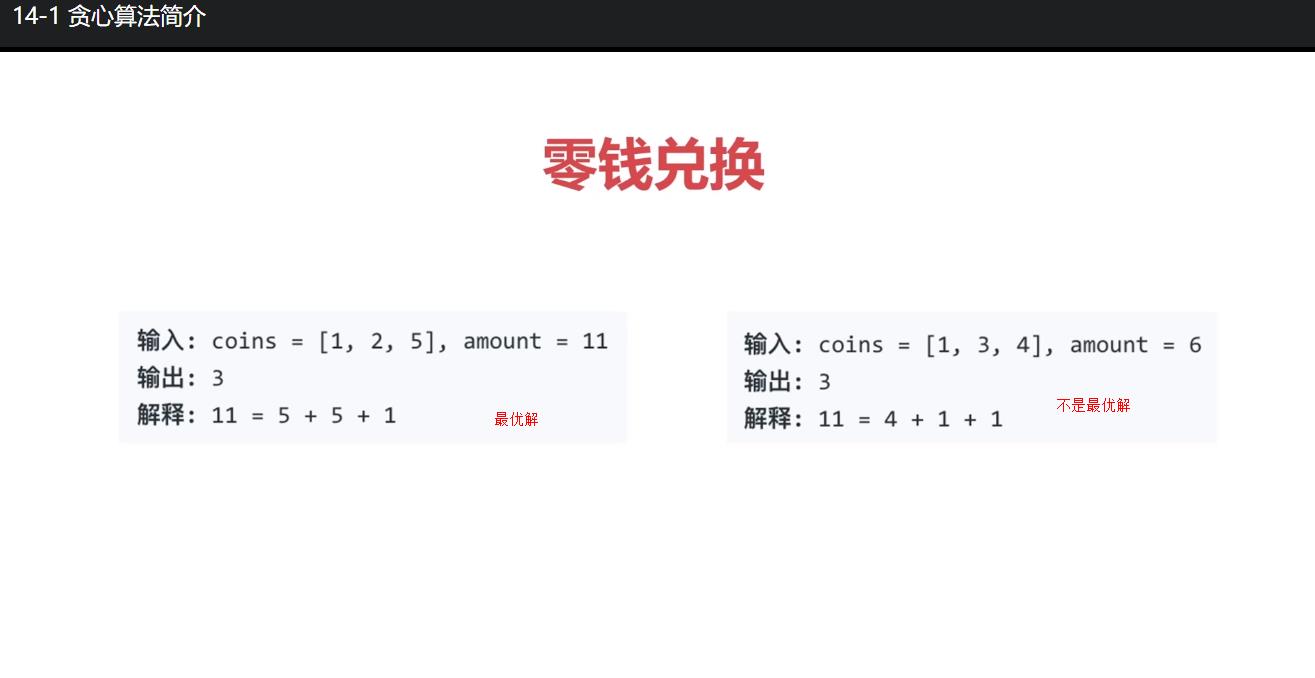 14-1 贪心算法简介
零钱兑换
输入: coins = [1, 2, 5], amount = 11
输出: 3
解释: 11 = 5 + 5 + 1
最优解
输入: coins = [1, 3, 4], amount = 6
输出: 3
解释: 11 = 4 + 1 + 1
不是最优解